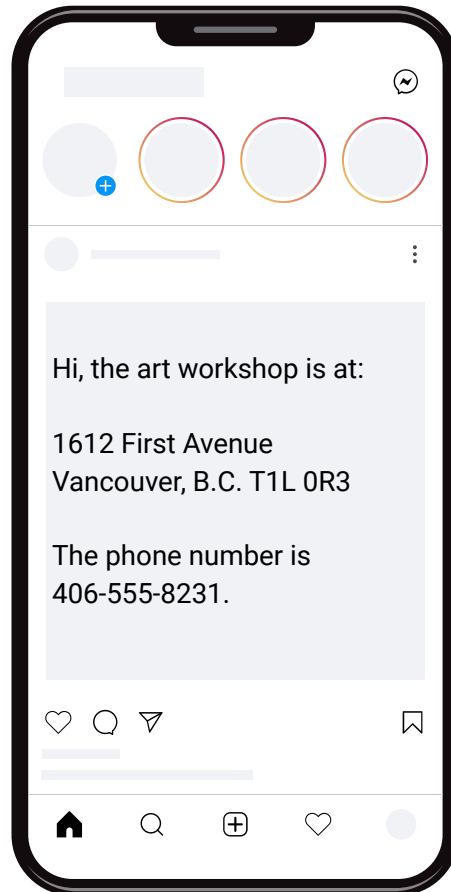 Hi, the art workshop is at:
1612 First Avenue
Vancouver, B.C. T1L 0R3
The phone number is
406-555-8231.